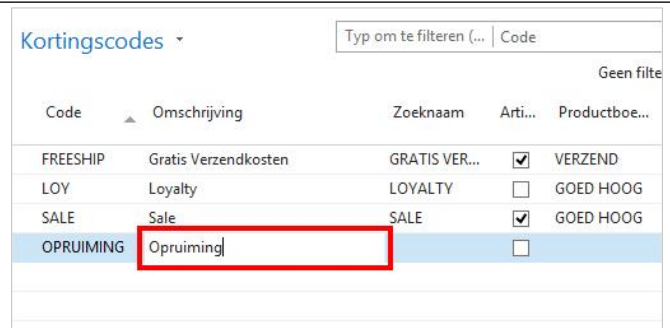 Kortingscodes
Typ om te filteren (... Code
Geen filte
Code Omschrijving Zoeknaam Arti... Productboe...
FREESHIP Gratis Verzendkosten GRATIS VER... VERZEND
LOY Loyalty LOYALTY GOED HOOG
SALE Sale SALE GOED HOOG
OPRUIMING Opruiming